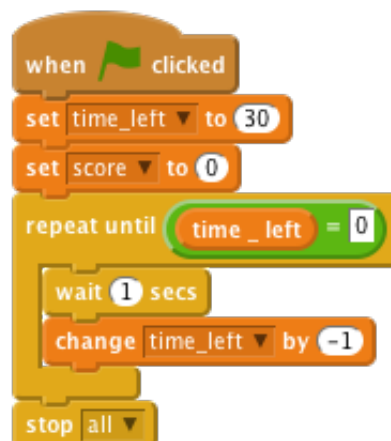 when clicked
set time_left to 30
set score to 0
repeat until time _ left = 0
wait 1 secs
change time_left by -1
stop all